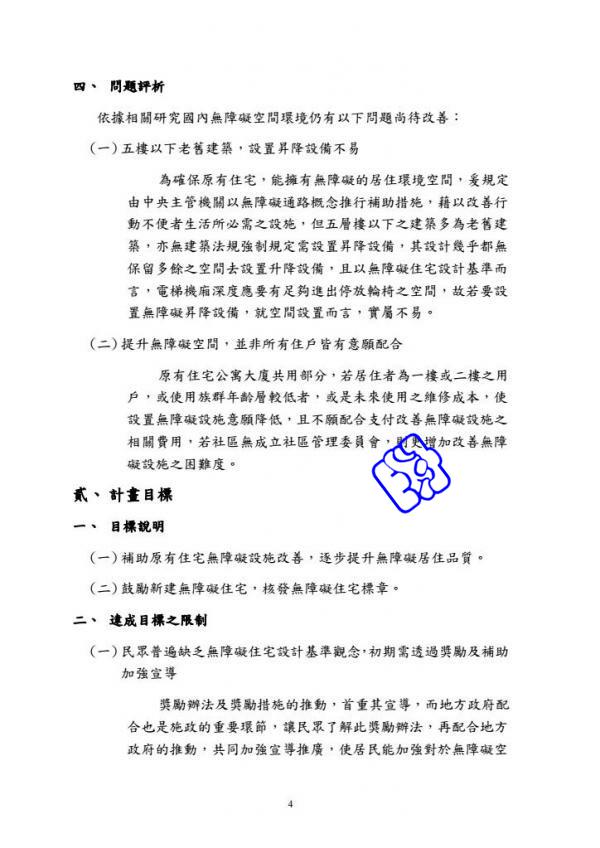 四、 問題評析
依據相關研究國內無障礙空間環境仍有以下問題尚待改善：
(一)五樓以下老舊建築，設置昇降設備不易
為確保原有住宅，能擁有無障礙的居住環境空間，爰規定
由中央主管機關以無障礙通路概念推行補助措施，藉以改善行
動不便者生活所必需之設施，但五層樓以下之建築多為老舊建
築，亦無建築法規強制規定需設置昇降設備，其設計幾乎都無
保留多餘之空間去設置升降設備，且以無障礙住宅設計基準而
言，電梯機廂深度應要有足夠進出停放輪椅之空間，故若要設
置無障礙昇降設備，就空間設置而言，實屬不易。
(二)提升無障礙空間，並非所有住戶皆有意願配合
原有住宅公寓大廈共用部分，若居住者為一樓或二樓之用
戶，或使用族群年齡層較低者，或是未來使用之維修成本，使
設置無障礙設施意願降低，且不願配合支付改善無障礙設施之
相關費用，若社區無成立社區管理委員會，則更增加改善無障
礙設施之困難度。
貳、 計畫目標
一、 目標說明
(一)補助原有住宅無障礙設施改善，逐步提升無障礙居住品質。
(二)鼓勵新建無障礙住宅，核發無障礙住宅標章。
二、 達成目標之限制
(一)民眾普遍缺乏無障礙住宅設計基準觀念，初期需透過獎勵及補助
加強宣導
獎勵辦法及獎勵措施的推動，首重其宣導，而地方政府配
合也是施政的重要環節，讓民眾了解此獎勵辦法，再配合地方
政府的推動，共同加強宣導推廣，使居民能加強對於無障礙空
4